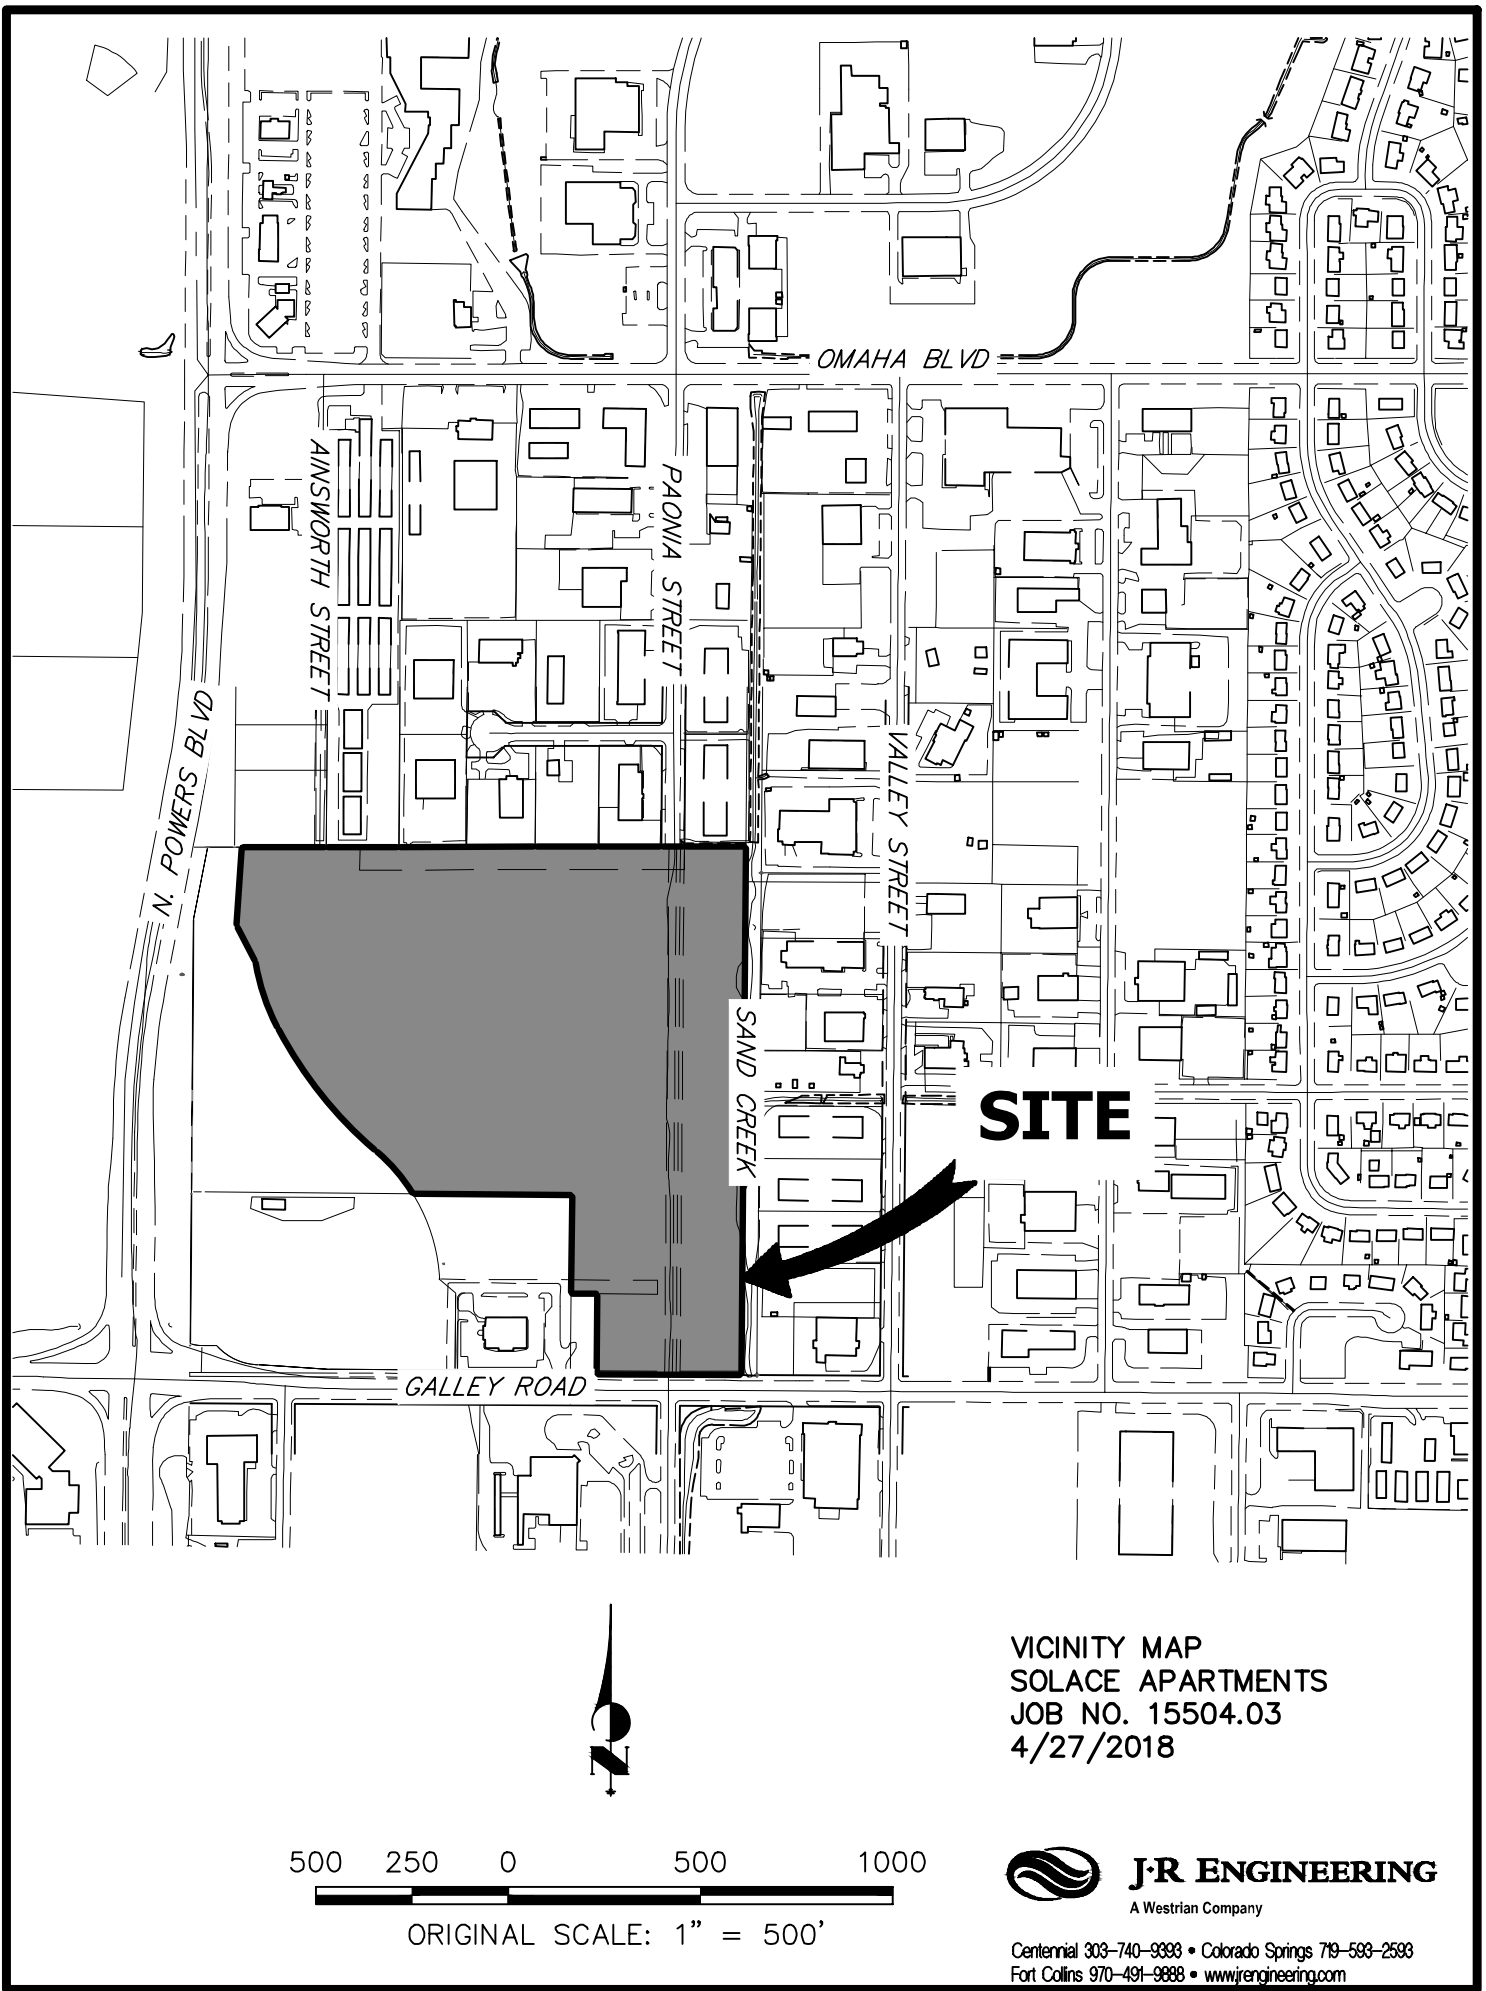 OMAHA BLVD
AINSWORTH STREET
PAONIA STREET
N. POWERS BLVD
VALLEY STREET
SAND CREEK
SITE
GALLEY ROAD
N
VICINITY MAP
SOLACE APARTMENTS
JOB NO. 15504.03
4/27/2018
500 250 0 500 1000
ORIGINAL SCALE: 1" = 500'
J·R ENGINEERING
A Westrian Company
Centennial 303-740-9393 • Colorado Springs 719-593-2593
Fort Collins 970-491-9888 • www.jrengineering.com